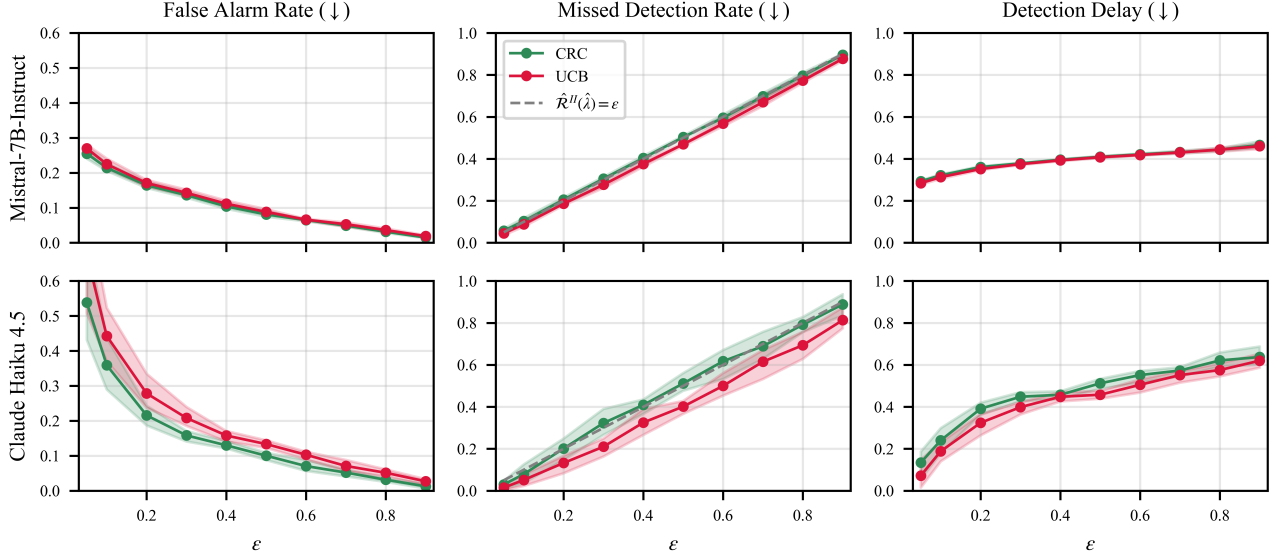 False Alarm Rate (↓)
Missed Detection Rate (↓)
Detection Delay (↓)
Mistral-7B-Instruct
0.6
0.5
0.4
0.3
0.2
0.1
0.0
1.0
0.8
0.6
0.4
0.2
0.0
CRC
UCB
R̂^II(λ̂) = ε
1.0
0.8
0.6
0.4
0.2
0.0
Claude Haiku 4.5
0.6
0.5
0.4
0.3
0.2
0.1
0.0
0.2 0.4 0.6 0.8
ε
1.0
0.8
0.6
0.4
0.2
0.0
0.2 0.4 0.6 0.8
ε
1.0
0.8
0.6
0.4
0.2
0.0
0.2 0.4 0.6 0.8
ε